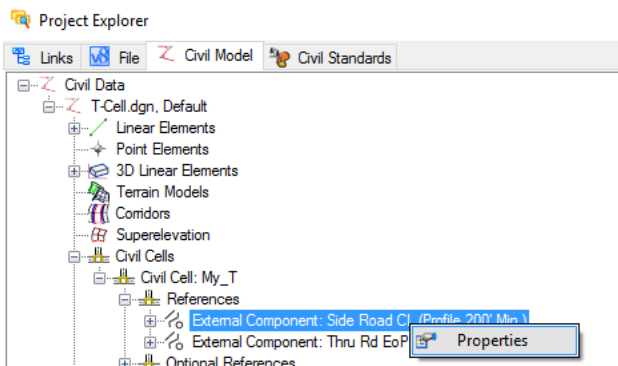 Project Explorer
Links File Civil Model Civil Standards
Civil Data
T-Cell.dgn, Default
Linear Elements
Point Elements
3D Linear Elements
Terrain Models
Corridors
Superelevation
Civil Cells
Civil Cell: My_T
References
External Component: Side Road CL (Profile 200' Min.)
External Component: Thru Rd EoP
Properties
Optional References